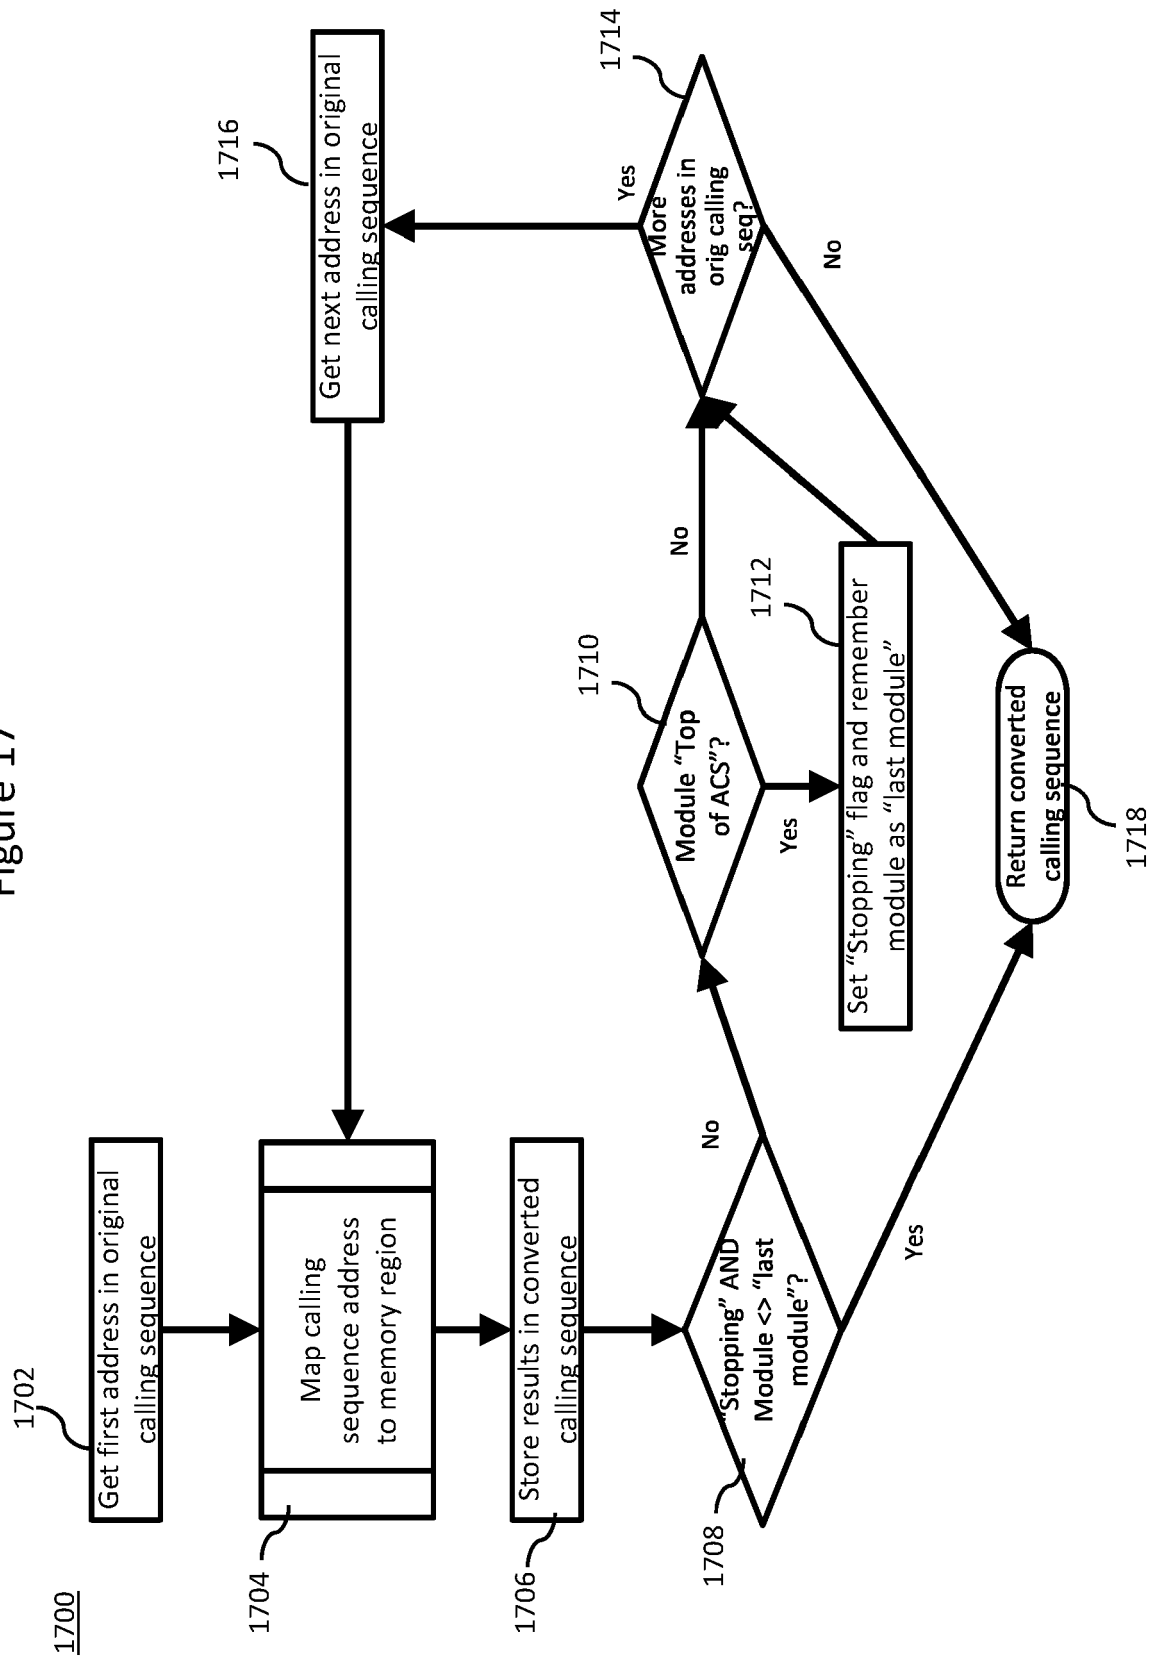 Figure 17
1700
1702
Get first address in original
calling sequence
1704
Map calling
sequence address
to memory region
1706
Store results in converted
calling sequence
1708
"Stopping" AND
Module <> "last
module"?
No
Yes
1710
Module "Top
of ACS"?
No
Yes
1712
Set "Stopping" flag and remember
module as "last module"
1714
More
addresses in
orig calling
seq?
Yes
No
1716
Get next address in original
calling sequence
Return converted
calling sequence
1718